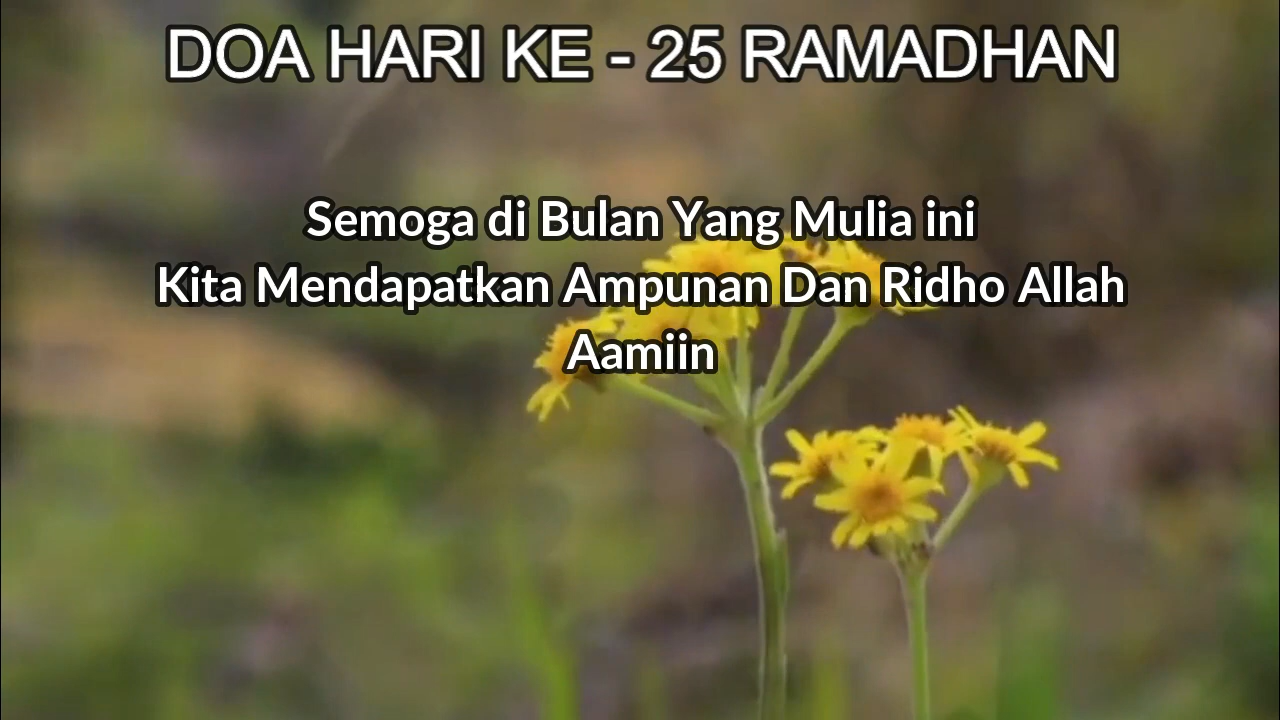 DOA HARI KE - 25 RAMADHAN
Semoga di Bulan Yang Mulia ini
Kita Mendapatkan Ampunan Dan Ridho Allah
Aamiin